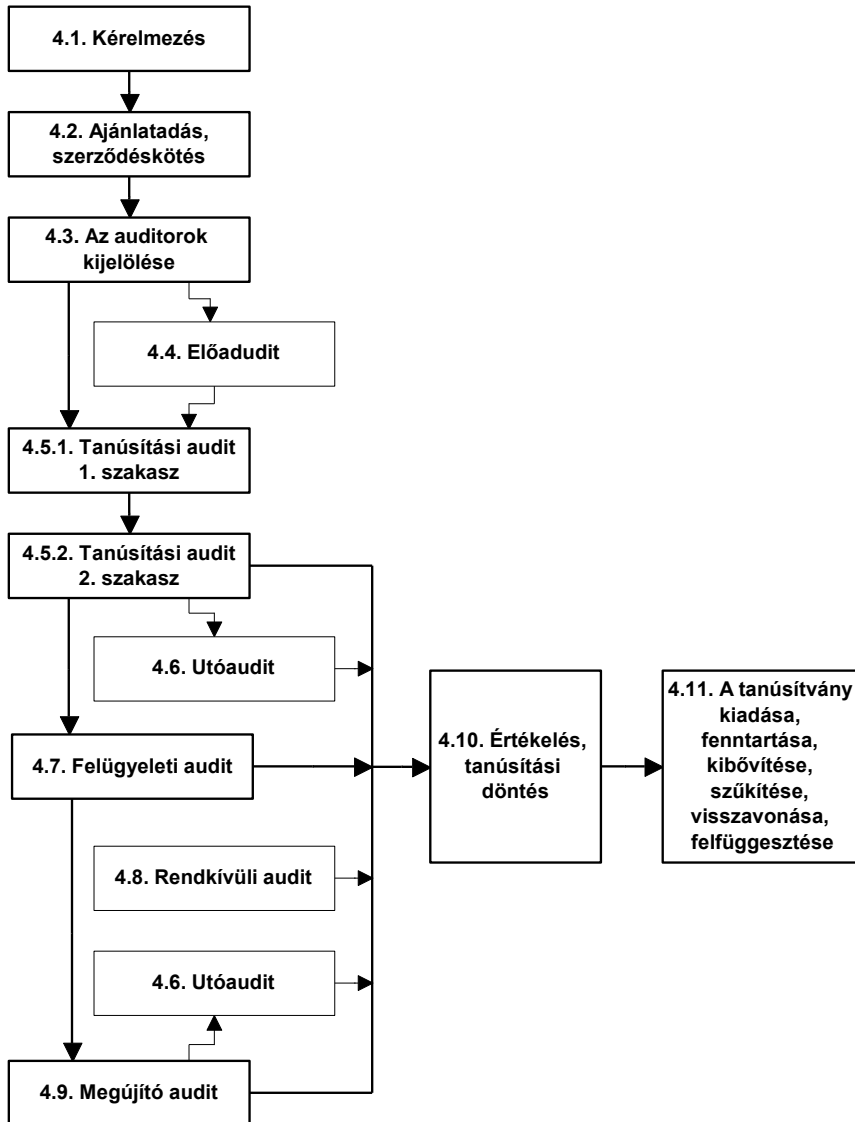 4.1. Kérelmezés
4.2. Ajánlatadás,
szerződéskötés
4.3. Az auditorok
kijelölése
4.4. Előadudit
4.5.1. Tanúsítási audit
1. szakasz
4.5.2. Tanúsítási audit
2. szakasz
4.6. Utóaudit
4.7. Felügyeleti audit
4.10. Értékelés,
tanúsítási
döntés
4.11. A tanúsítvány
kiadása,
fenntartása,
kibővítése,
szűkítése,
visszavonása,
felfüggesztése
4.8. Rendkívüli audit
4.6. Utóaudit
4.9. Megújító audit